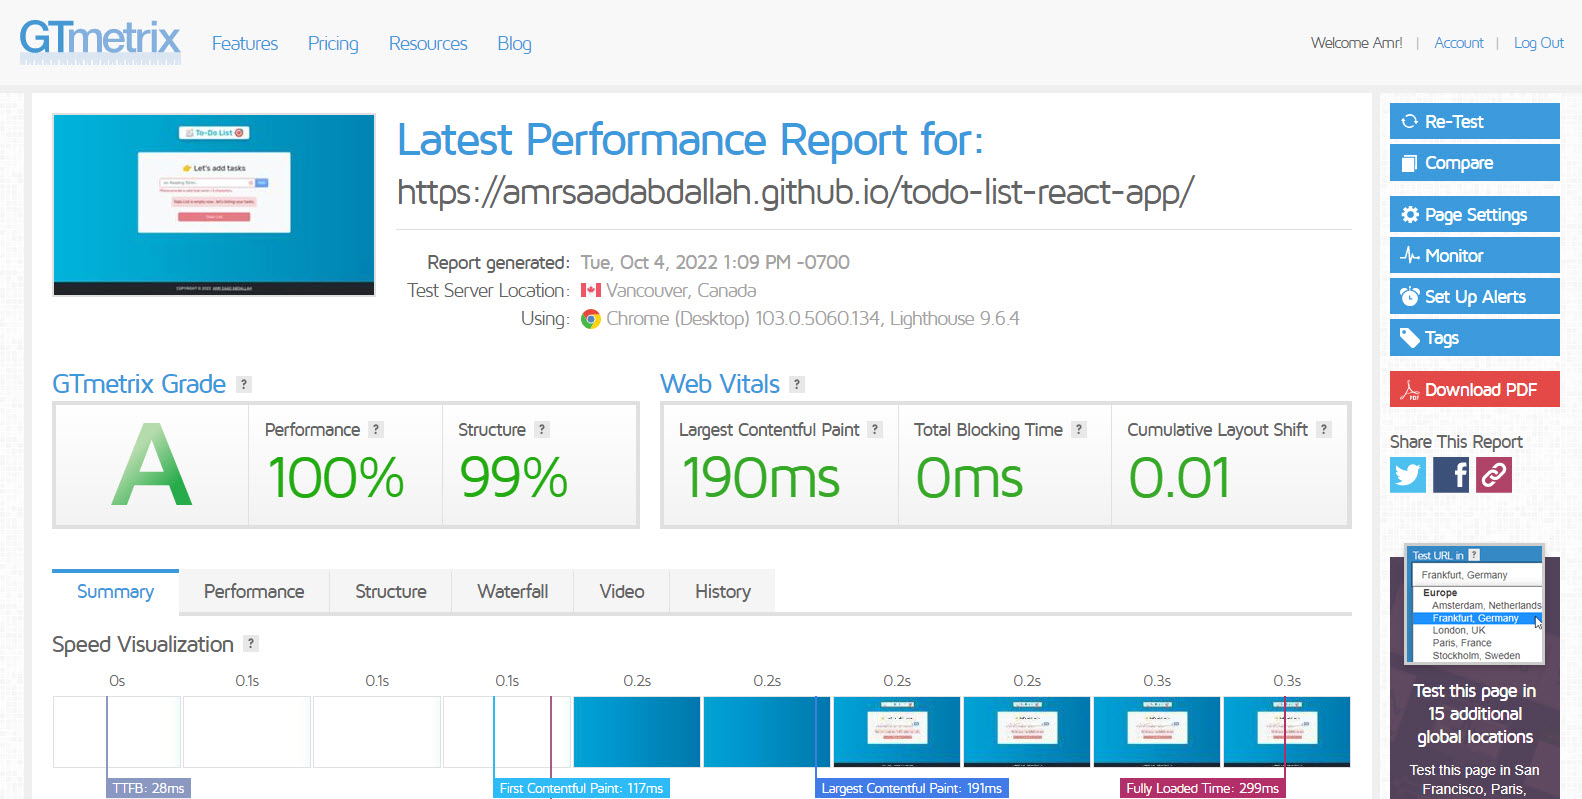 GTmetrix
Features Pricing Resources Blog
Welcome Amr! | Account | Log Out
To-Do List
Let's add tasks
Latest Performance Report for:
https://amrsaadabdallah.github.io/todo-list-react-app/
Report generated: Tue, Oct 4, 2022 1:09 PM -0700
Test Server Location: Vancouver, Canada
Using: Chrome (Desktop) 103.0.5060.134, Lighthouse 9.6.4
GTmetrix Grade ?
A
Performance ?
100%
Structure ?
99%
Web Vitals ?
Largest Contentful Paint ?
190ms
Total Blocking Time ?
0ms
Cumulative Layout Shift ?
0.01
Summary Performance Structure Waterfall Video History
Speed Visualization ?
0s 0.1s 0.1s 0.1s 0.2s 0.2s 0.2s 0.2s 0.3s 0.3s
TTFB: 28ms
First Contentful Paint: 117ms
Largest Contentful Paint: 191ms
Fully Loaded Time: 299ms
Re-Test
Compare
Page Settings
Monitor
Set Up Alerts
Tags
PDF Download PDF
Share This Report
Test URL in ?
Frankfurt, Germany
Europe
Amsterdam, Netherlands
Frankfurt, Germany
London, UK
Paris, France
Stockholm, Sweden
Test this page in
15 additional
global locations
Test this page in San
Francisco, Paris,